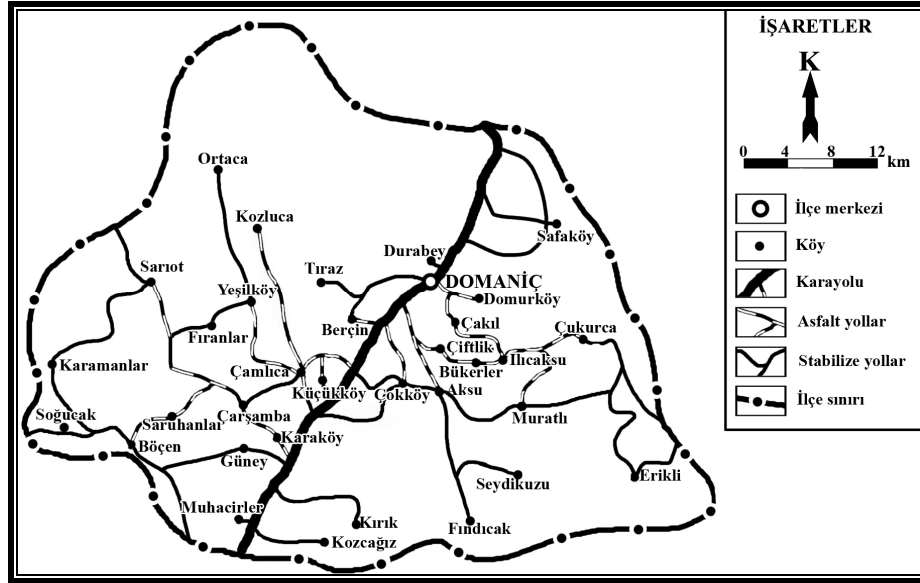 İŞARETLER
K
0 4 8 12
km
İlçe merkezi
Köy
Karayolu
Asfalt yollar
Stabilize yollar
İlçe sınırı
Ortaca
Kozluca
Safaköy
Durabey
Sarıot
Tıraz
DOMANİÇ
Yeşilköy
Domurköy
Fıranlar
Berçin
Çakıl
Çukurca
Çiftlik
Ilıcaksu
Karamanlar
Çamlıca
Bükerler
Küçükköy
Çokköy
Aksu
Soğucak
Saruhanlar
Çarşamba
Muratlı
Böçen
Karaköy
Güney
Seydikuzu
Erikli
Muhacirler
Kırık
Fındıcak
Kozcağız